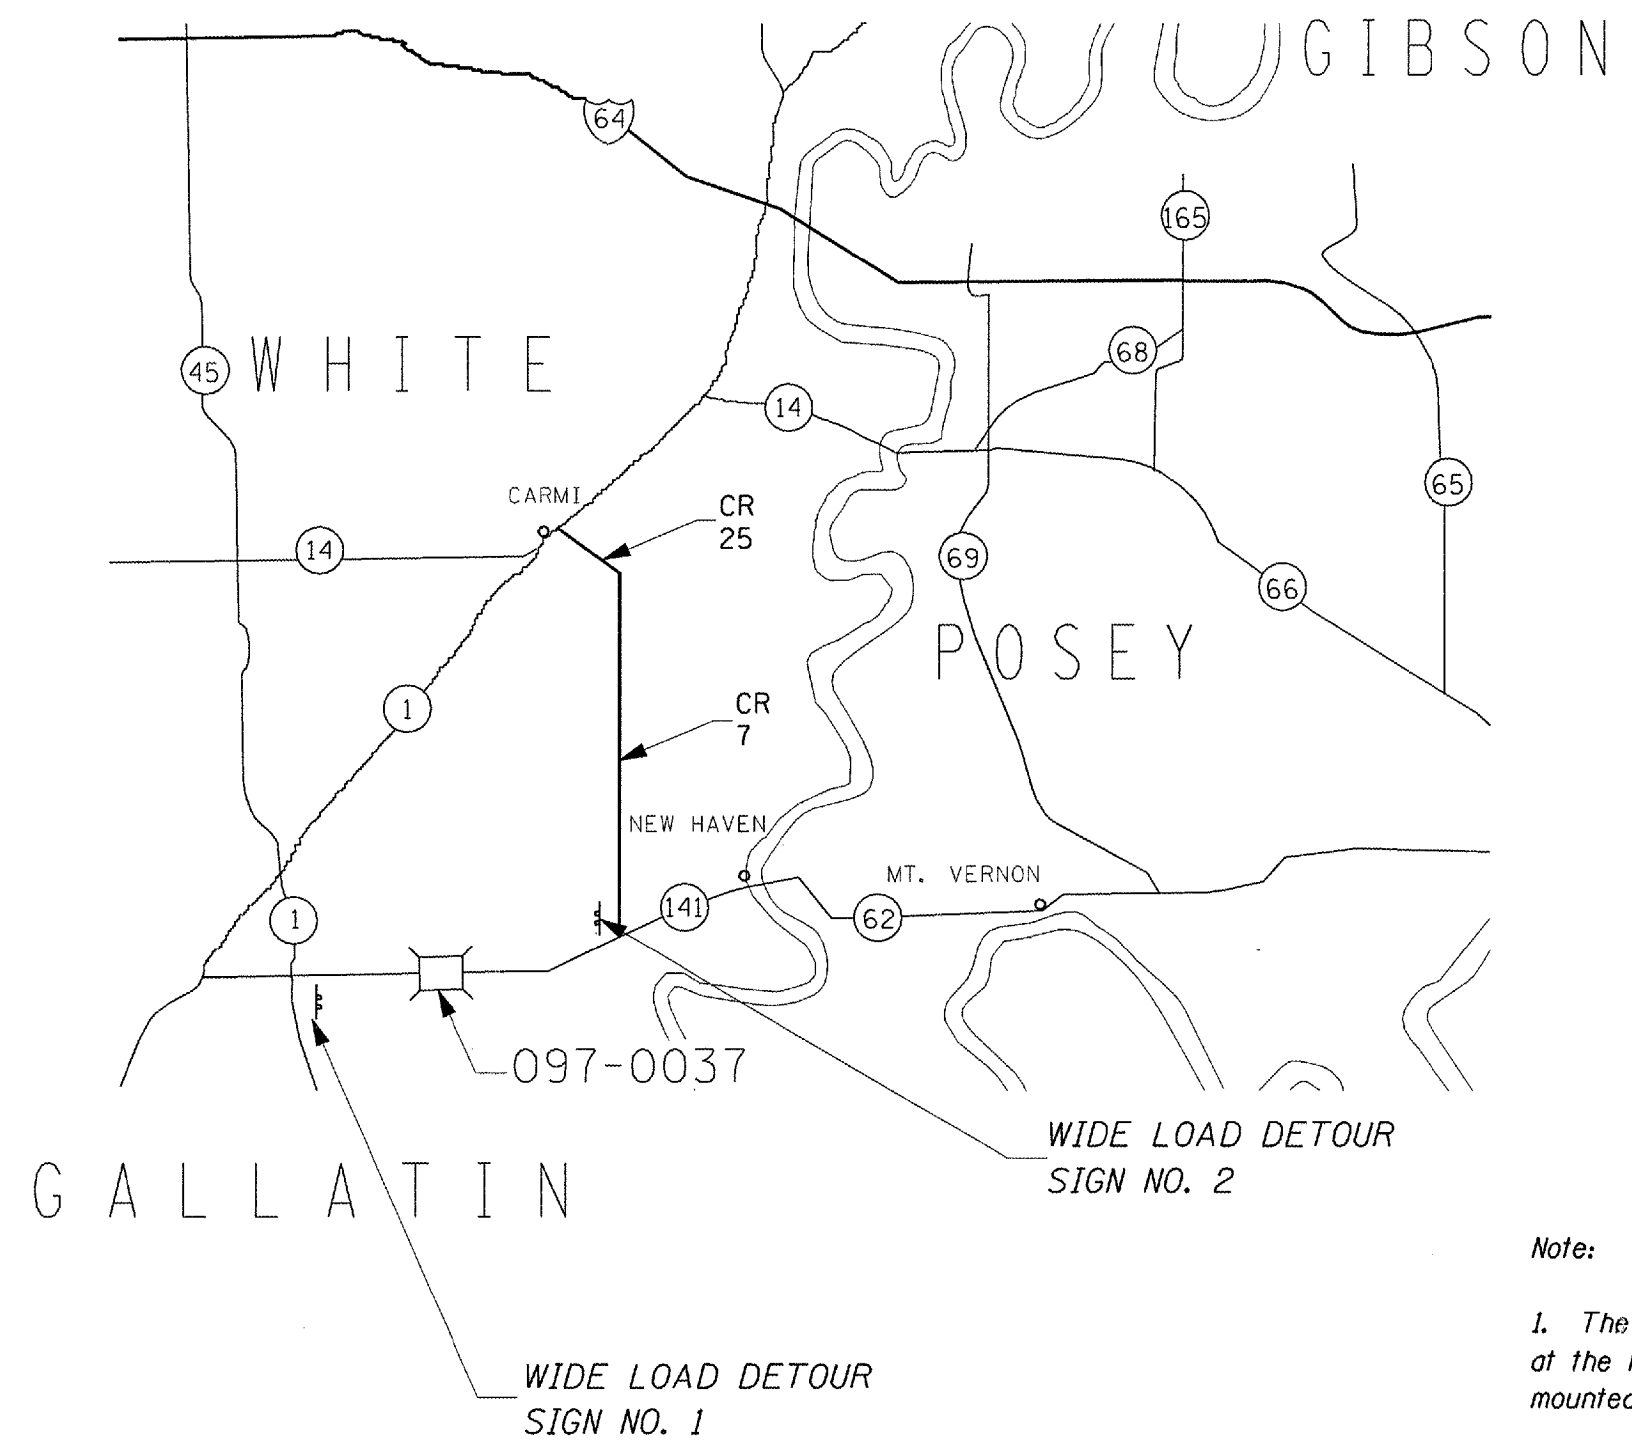 GIBSON
64
165
WHITE
45
68
14
CARMI
CR
25
65
14
69
66
POSEY
1
CR
7
NEW HAVEN
MT. VERNON
141
62
1
097-0037
WIDE LOAD DETOUR
SIGN NO. 2
GALLATIN
Note:
1. The
at the
mounted
WIDE LOAD DETOUR
SIGN NO. 1